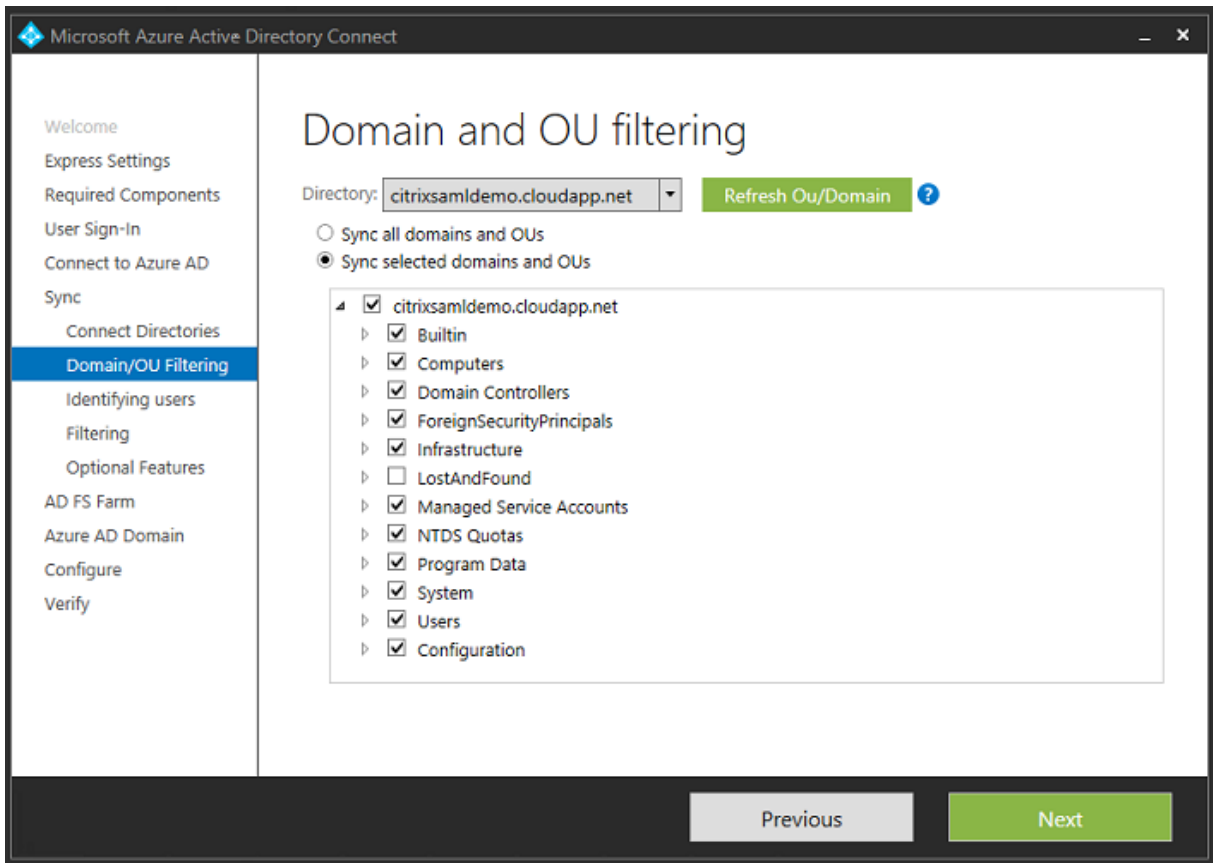 Microsoft Azure Active Directory Connect
Welcome
Express Settings
Required Components
User Sign-In
Connect to Azure AD
Sync
Connect Directories
Domain/OU Filtering
Identifying users
Filtering
Optional Features
AD FS Farm
Azure AD Domain
Configure
Verify
Domain and OU filtering
Directory: citrixsamldemo.cloudapp.net Refresh Ou/Domain ?
Sync all domains and OUs
Sync selected domains and OUs
citrixsamldemo.cloudapp.net
Builtin
Computers
Domain Controllers
ForeignSecurityPrincipals
Infrastructure
LostAndFound
Managed Service Accounts
NTDS Quotas
Program Data
System
Users
Configuration
Previous Next